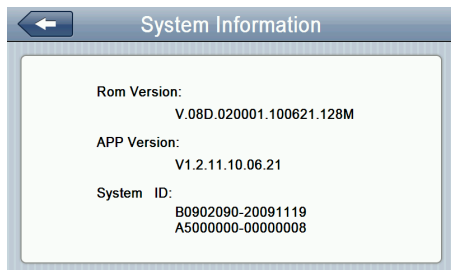 System Information
Rom Version:
V.08D.020001.100621.128M
APP Version:
V1.2.11.10.06.21
System ID:
B0902090-20091119
A5000000-00000008